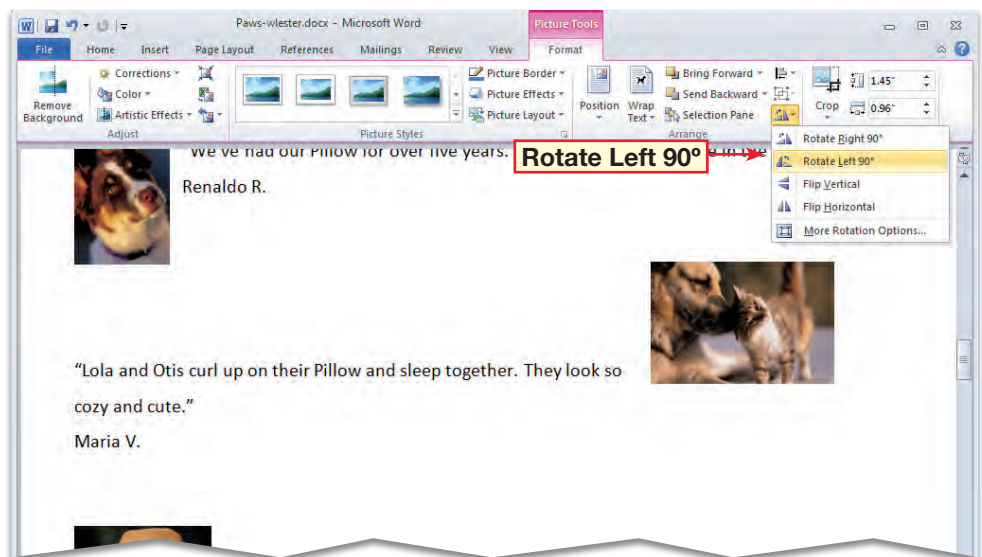 W
Paws-wlester.docx - Microsoft Word
Picture Tools
File Home Insert Page Layout References Mailings Review View Format
Remove Background
Corrections
Color
Artistic Effects
Adjust
Picture Styles
Picture Border
Picture Effects
Picture Layout
Position
Wrap Text
Bring Forward
Send Backward
Selection Pane
Arrange
Crop
1.45"
0.96"
Rotate Right 90°
Rotate Left 90°
Flip Vertical
Flip Horizontal
More Rotation Options...
Rotate Left 90º
"We've had our Pillow for over five years.
in the
Renaldo R.
“Lola and Otis curl up on their Pillow and sleep together. They look so
cozy and cute.”
Maria V.